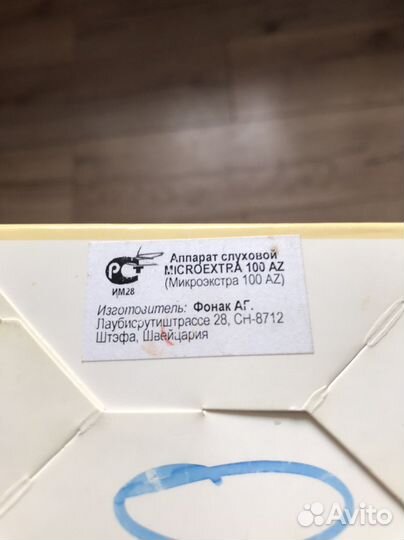 Аппарат слуховой
MICROEXTRA 100 AZ
(Микроэкстра 100 AZ)
РСТ
ИМ28
Изготовитель: Фонак АГ.
Лаубисрутиштрассе 28, CH-8712
Штэфа, Швейцария
Avito